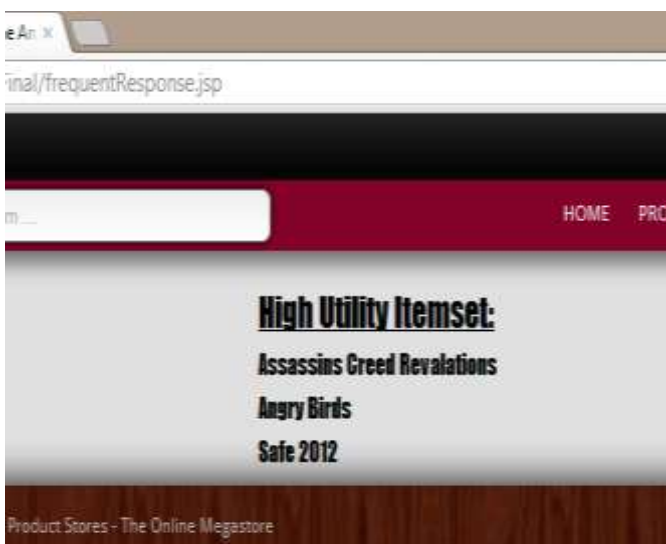 e An ×
inal/frequentResponse.jsp
m ...
HOME PRO
High Utility Itemset:
Assassins Creed Revalations
Angry Birds
Safe 2012
Product Stores - The Online Megastore